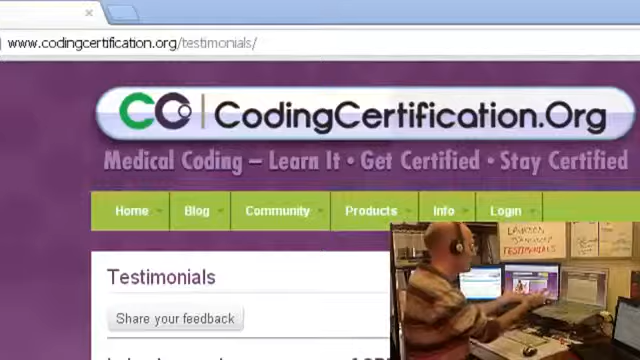 www.codingcertification.org/testimonials/
CodingCertification.Org
Medical Coding – Learn It • Get Certified • Stay Certified
Home Blog Community Products Info Login
Testimonials
Share your feedback
TESTIMONIALS